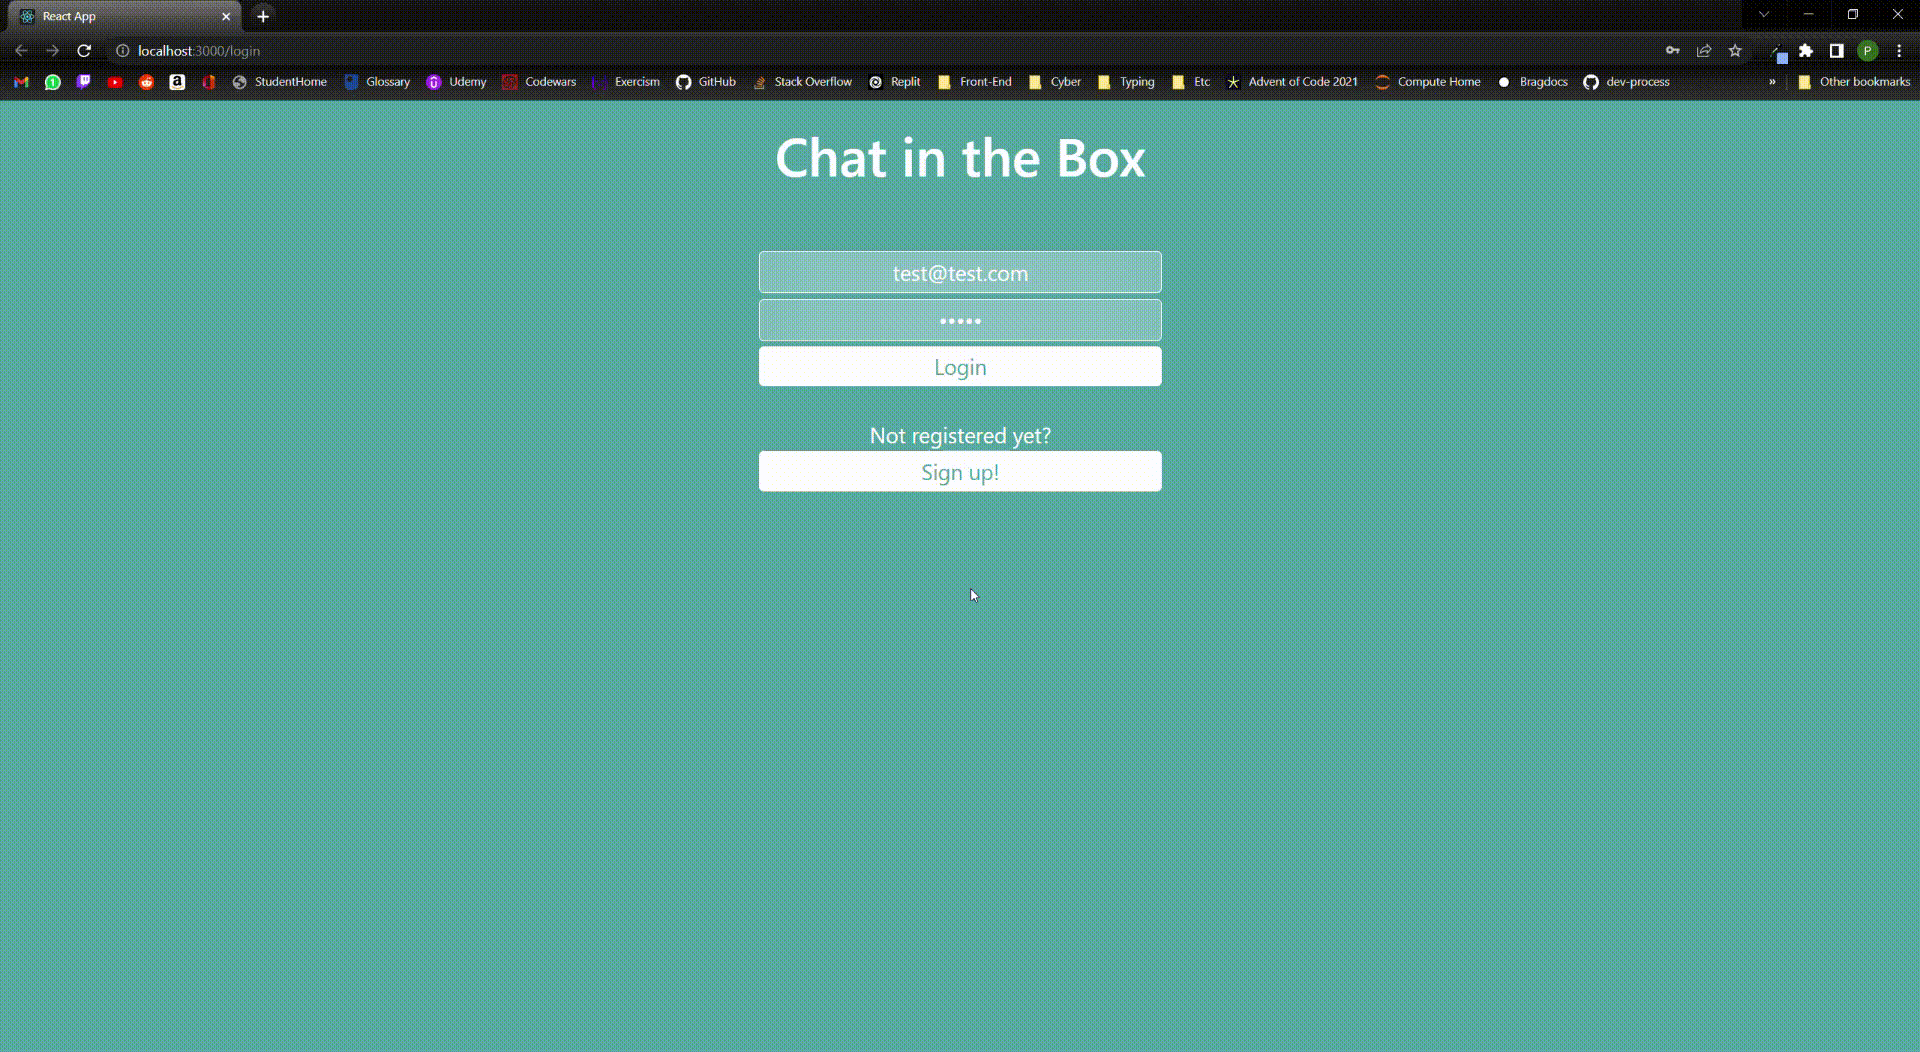 React App
localhost:3000/login
P
StudentHome Glossary Udemy Codewars Exercism GitHub Stack Overflow Replit Front-End Cyber Typing Etc Advent of Code 2021 Compute Home Bragdocs dev-process » Other bookmarks
Chat in the Box
test@test.com
•••••
Login
Not registered yet?
Sign up!